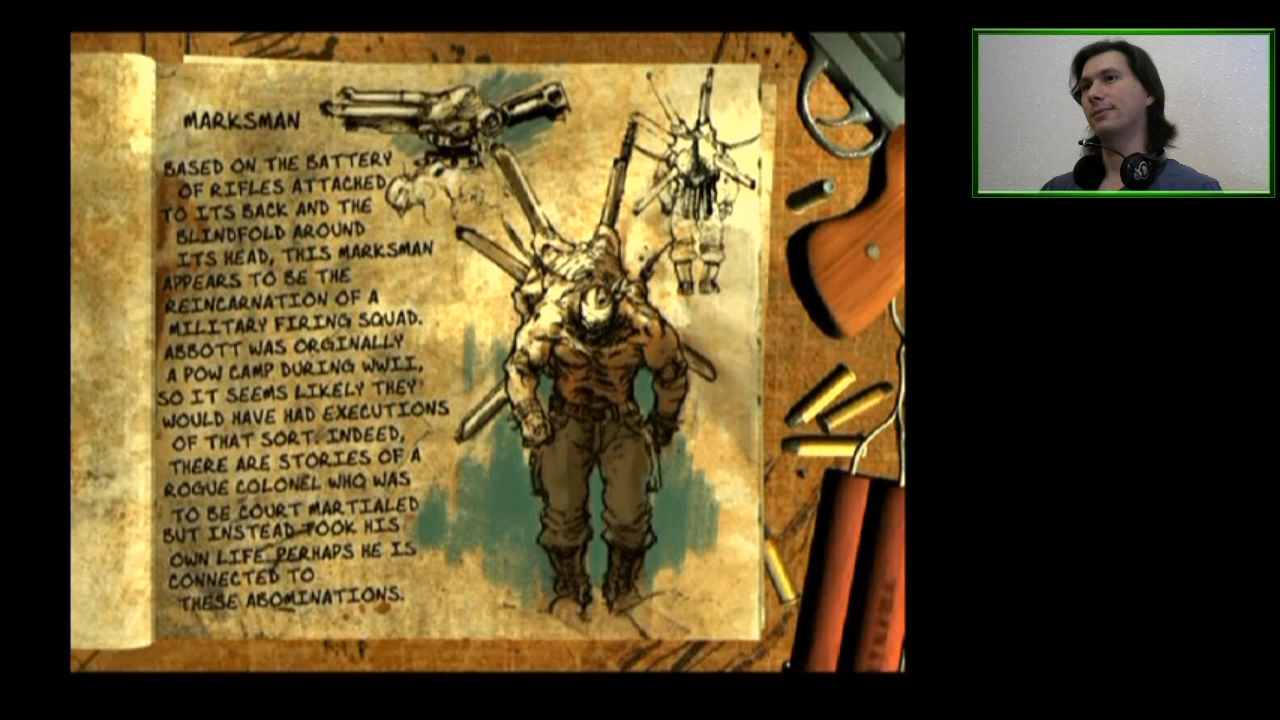 MARKSMAN
BASED ON THE BATTERY
OF RIFLES ATTACHED
TO ITS BACK AND THE
BLINDFOLD AROUND
ITS HEAD, THIS MARKSMAN
APPEARS TO BE THE
REINCARNATION OF A
MILITARY FIRING SQUAD.
ABBOTT WAS ORGINALLY
A POW CAMP DURING WWII,
SO IT SEEMS LIKELY THEY
WOULD HAVE HAD EXECUTIONS
OF THAT SORT. INDEED,
THERE ARE STORIES OF A
ROGUE COLONEL WHO WAS
TO BE COURT MARTIALED
BUT INSTEAD TOOK HIS
OWN LIFE. PERHAPS HE IS
CONNECTED TO
THESE ABOMINATIONS.